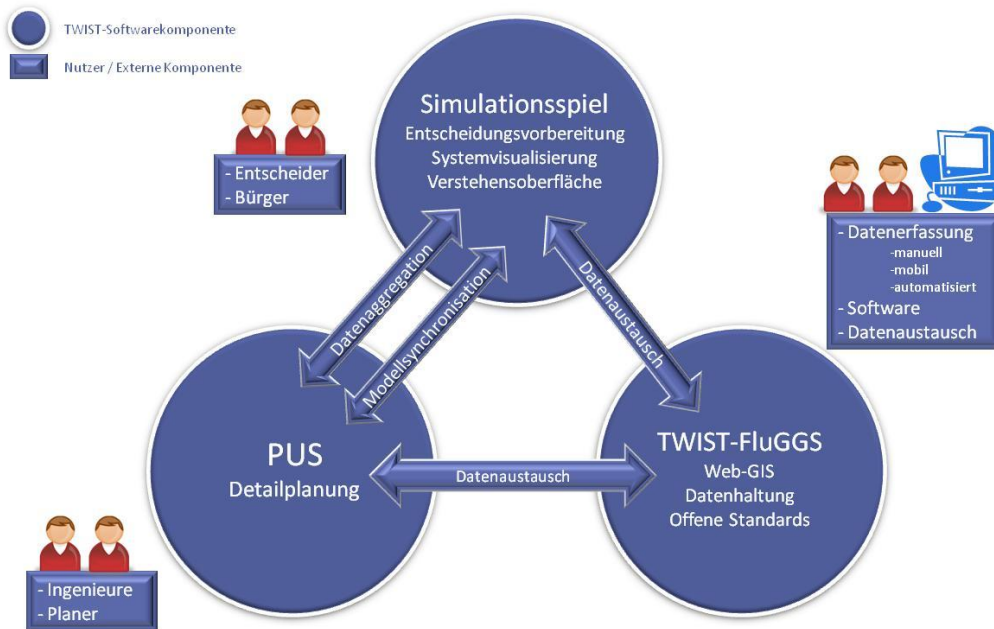 TWIST-Softwarekomponente
Nutzer / Externe Komponente
Simulationsspiel
Entscheidungsvorbereitung
Systemvisualisierung
Verstehensoberfläche
- Entscheider
- Bürger
- Datenerfassung
-manuell
-mobil
-automatisiert
- Software
- Datenaustausch
Datenaggregation
Modellsynchronisation
Datenaustausch
PUS
Detailplanung
Datenaustausch
TWIST-FluGGS
Web-GIS
Datenhaltung
Offene Standards
- Ingenieure
- Planer